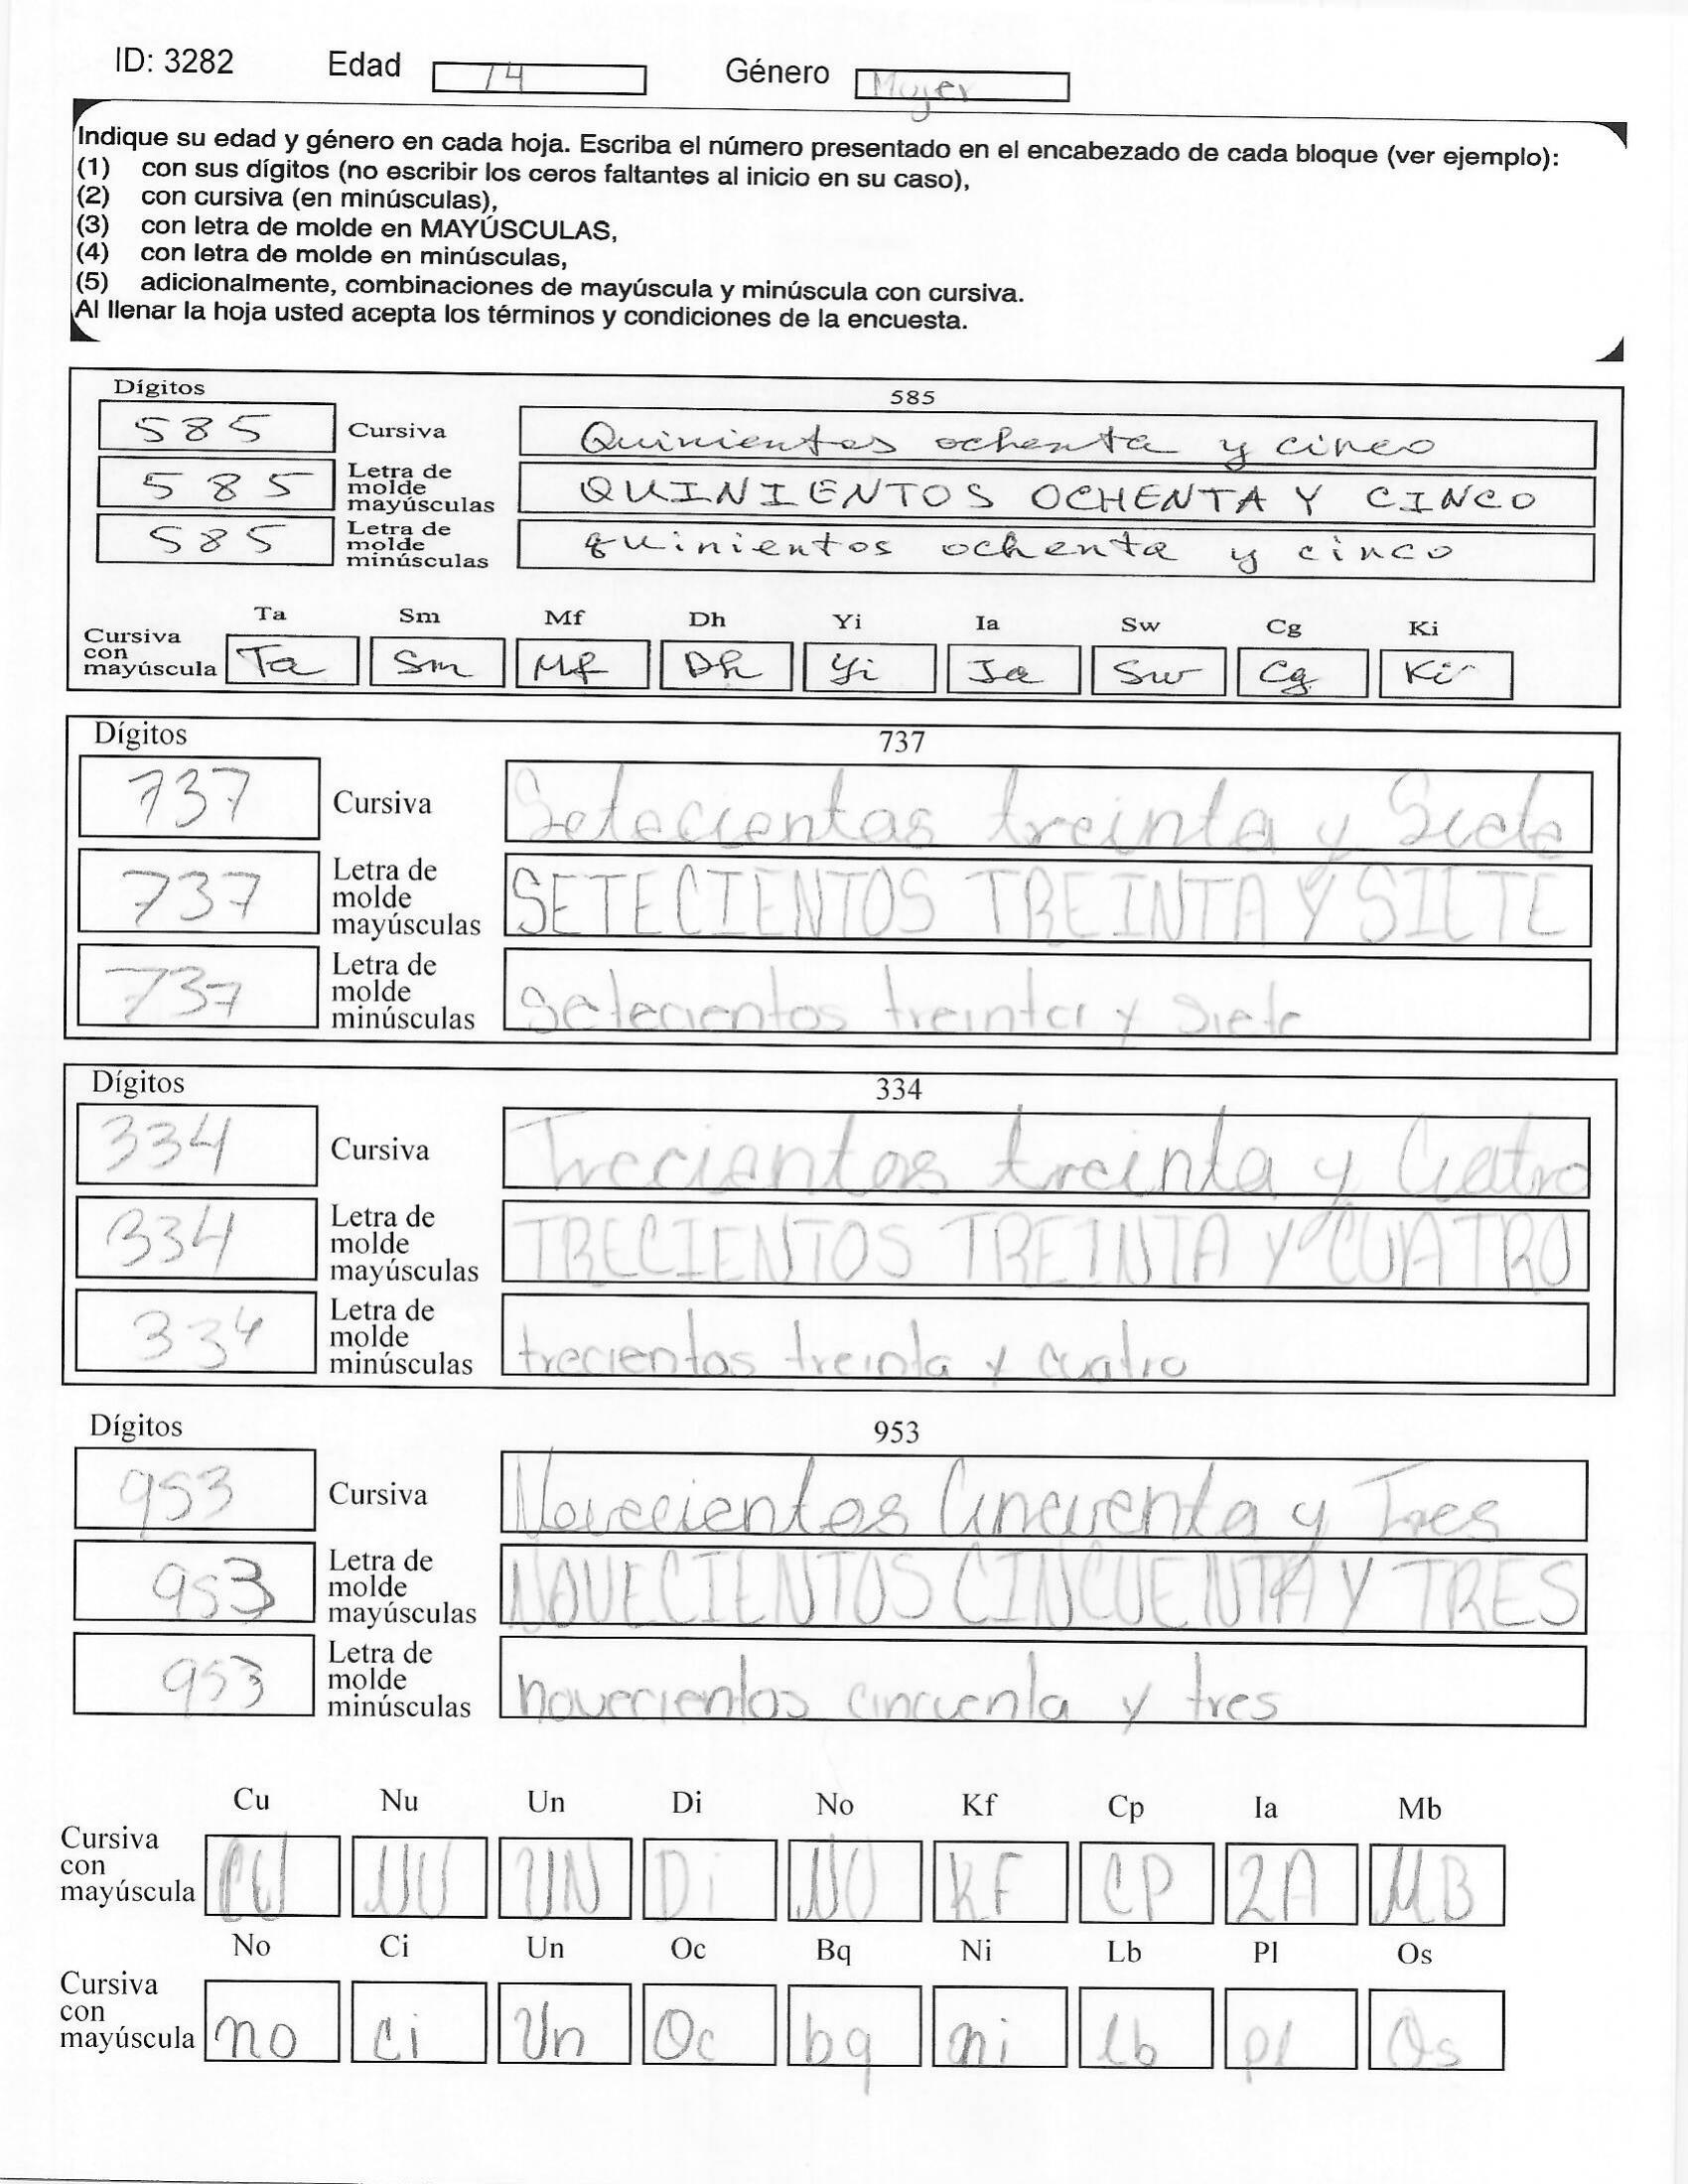 ID: 3282 Edad 14 Género Mujer
Indique su edad y género en cada hoja. Escriba el número presentado en el encabezado de cada bloque (ver ejemplo):
(1) con sus dígitos (no escribir los ceros faltantes al inicio en su caso),
(2) con cursiva (en minúsculas),
(3) con letra de molde en MAYÚSCULAS,
(4) con letra de molde en minúsculas,
(5) adicionalmente, combinaciones de mayúscula y minúscula con cursiva.
Al llenar la hoja usted acepta los términos y condiciones de la encuesta.
Dígitos 585
585 Cursiva Quinientos ochenta y cinco
585 Letra de molde mayúsculas QUINIENTOS OCHENTA Y CINCO
585 Letra de molde minúsculas quinientos ochenta y cinco
Ta Sm Mf Dh Yi Ia Sw Cg Ki
Cursiva con mayúscula Ta Sm Mf Dh Yi Ia Sw Cg Ki
Dígitos 737
737 Cursiva Setecientos treinta y Siete
737 Letra de molde mayúsculas SETECIENTOS TREINTA Y SIETE
737 Letra de molde minúsculas Setecientos treinta y siete
Dígitos 334
334 Cursiva Trecientos treinta y Cuatro
334 Letra de molde mayúsculas TRECIENTOS TREINTA Y CUATRO
334 Letra de molde minúsculas trecientos treinta y cuatro
Dígitos 953
953 Cursiva Novecientos Cincuenta y Tres
953 Letra de molde mayúsculas NOVECIENTOS CINCUENTA Y TRES
953 Letra de molde minúsculas novecientos cincuenta y tres
Cu Nu Un Di No Kf Cp Ia Mb
Cursiva con mayúscula CU NU UN Di NO KF CP IA MB
No Ci Un Oc Bq Ni Lb Pl Os
Cursiva con mayúscula no Ci Un Oc bq ni lb pl Os